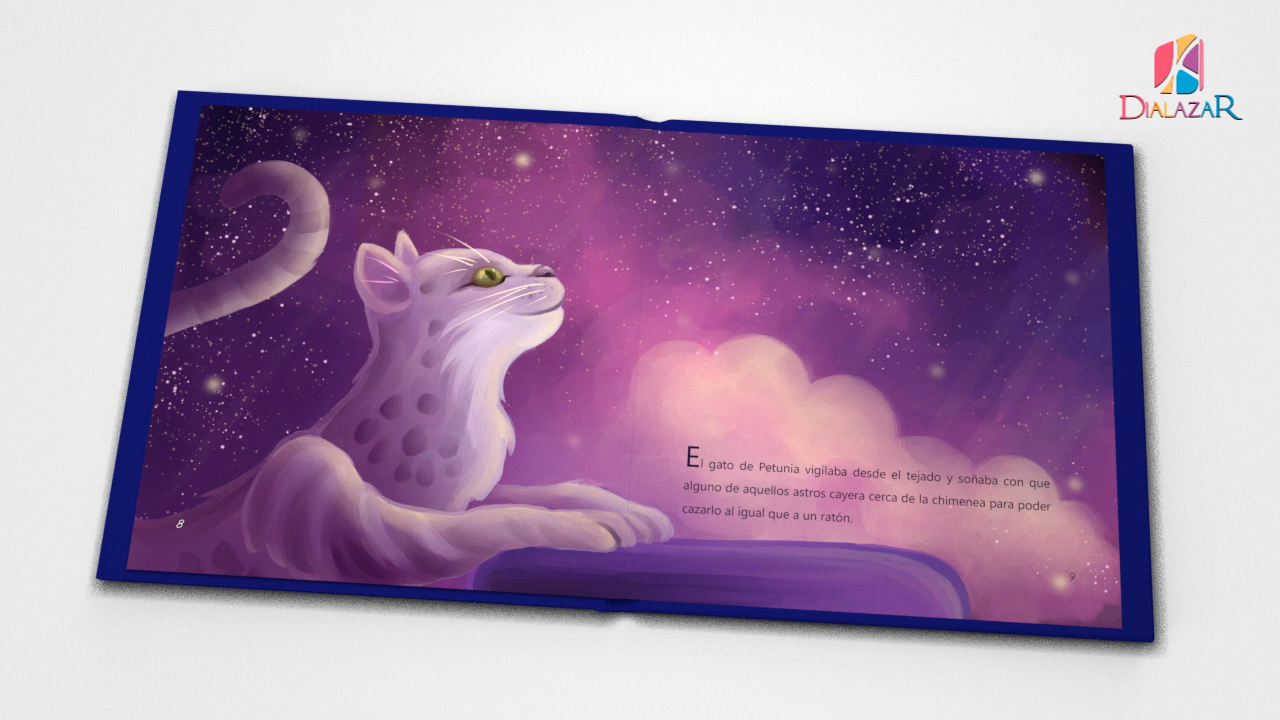 DIALAZAR
El gato de Petunia vigilaba desde el tejado y soñaba con que
alguno de aquellos astros cayera cerca de la chimenea para poder
cazarlo al igual que a un ratón.
8
9